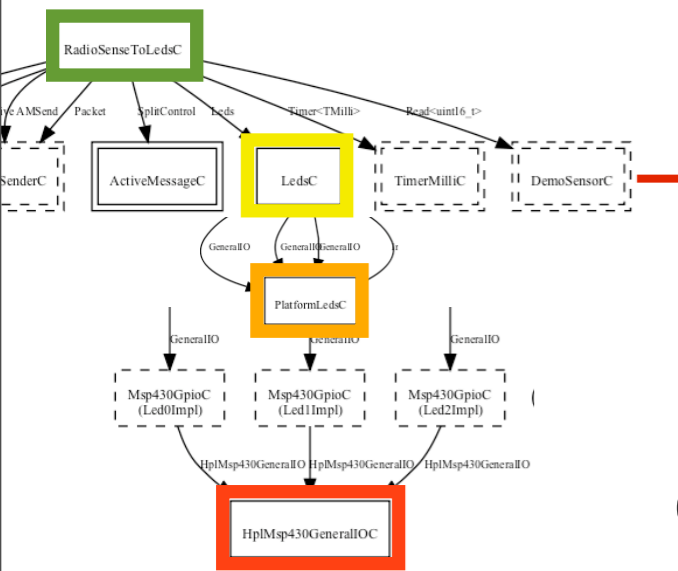 RadioSenseToLedsC
ive AMSend
Packet
SplitControl
Leds
Timer<TMilli>
Read<uint16_t>
SenderC
ActiveMessageC
LedsC
TimerMilliC
DemoSensorC
GeneralIO
GeneralIO
GeneralIO
PlatformLedsC
GeneralIO
GeneralIO
GeneralIO
Msp430GpioC
(Led0Impl)
Msp430GpioC
(Led1Impl)
Msp430GpioC
(Led2Impl)
HplMsp430GeneralIO
HplMsp430GeneralIO
HplMsp430GeneralIO
HplMsp430GeneralIOC